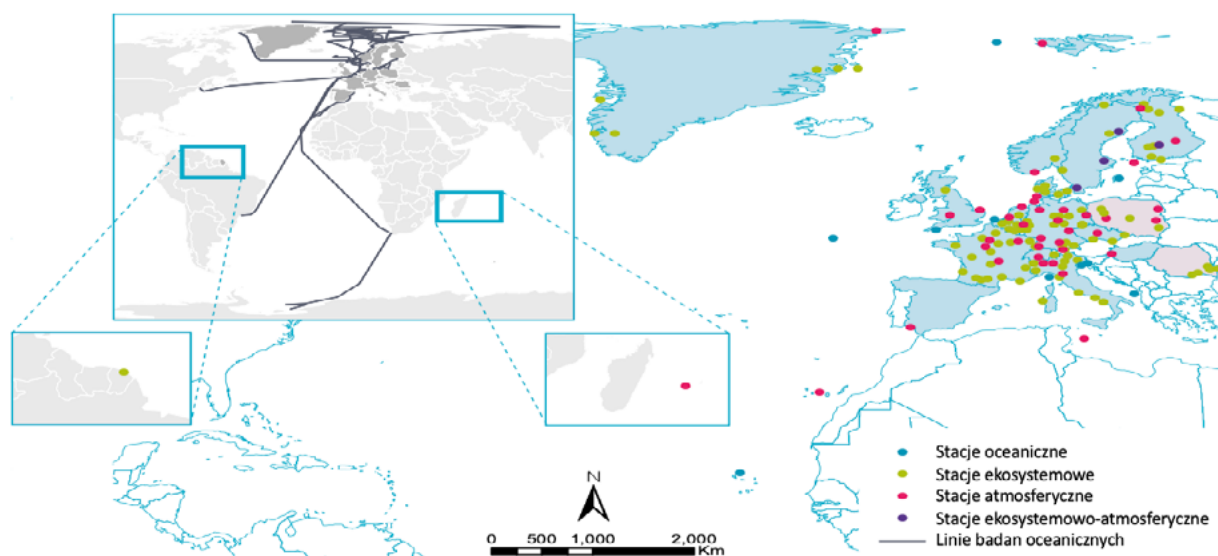 Stacje oceaniczne
Stacje ekosystemowe
Stacje atmosferyczne
Stacje ekosystemowo-atmosferyczne
Linie badan oceanicznych
N
0 500 1,000 2,000
Km